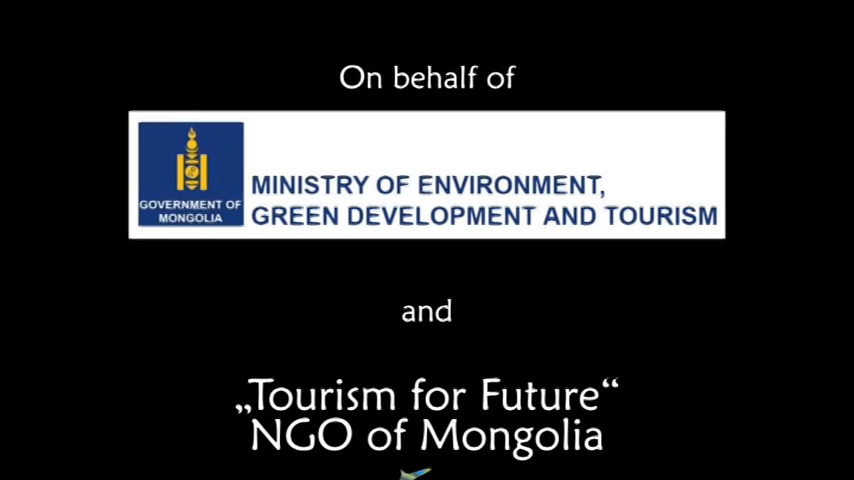 On behalf of
GOVERNMENT OF
MONGOLIA
MINISTRY OF ENVIRONMENT,
GREEN DEVELOPMENT AND TOURISM
and
„Tourism for Future“
NGO of Mongolia